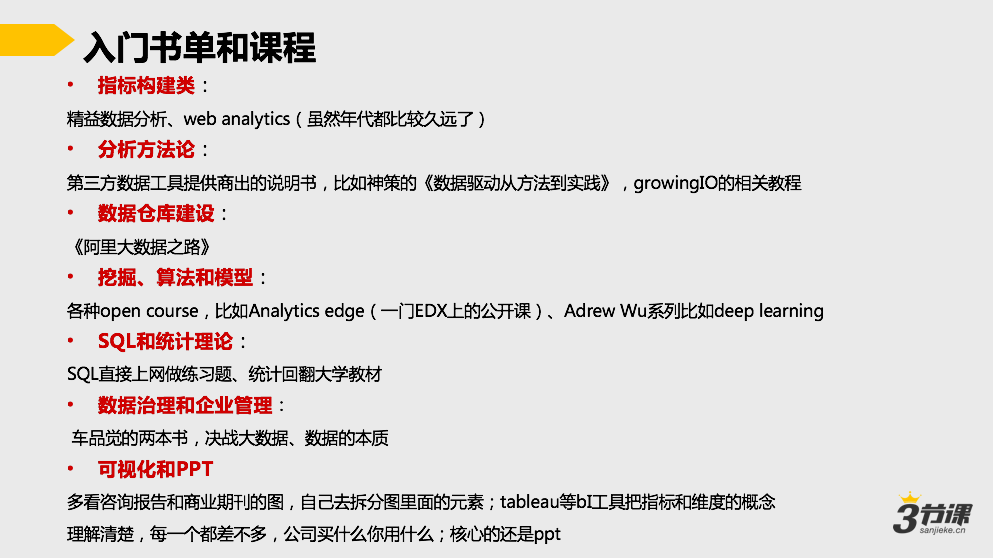 入门书单和课程
• 指标构建类：
精益数据分析、web analytics（虽然年代都比较久远了）
• 分析方法论：
第三方数据工具提供商出的说明书，比如神策的《数据驱动从方法到实践》，growingIO的相关教程
• 数据仓库建设：
《阿里大数据之路》
• 挖掘、算法和模型：
各种open course，比如Analytics edge（一门EDX上的公开课）、Adrew Wu系列比如deep learning
• SQL和统计理论：
SQL直接上网做练习题、统计回翻大学教材
• 数据治理和企业管理：
车品觉的两本书，决战大数据、数据的本质
• 可视化和PPT
多看咨询报告和商业期刊的图，自己去拆分图里面的元素；tableau等bI工具把指标和维度的概念
理解清楚，每一个都差不多，公司买什么你用什么；核心的还是ppt
3节课
sanjieke.cn